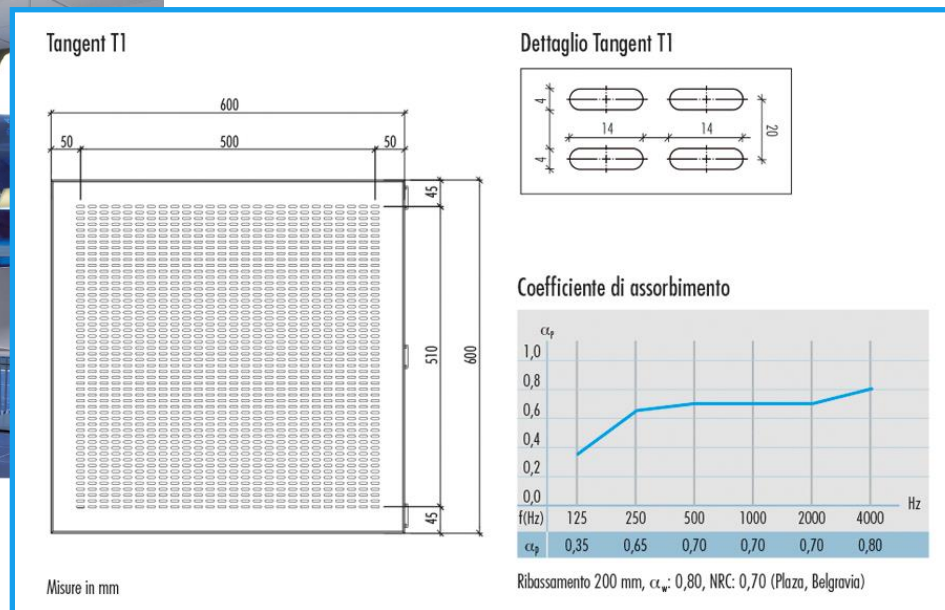 Tangent T1
600
50 500 50
45
510
600
45
Misure in mm
Dettaglio Tangent T1
4
14 14
20
4
Coefficiente di assorbimento
αp
1,0
0,8
0,6
0,4
0,2
0,0
Hz
f(Hz) 125 250 500 1000 2000 4000
αp 0,35 0,65 0,70 0,70 0,70 0,80
Ribassamento 200 mm, αw: 0,80, NRC: 0,70 (Plaza, Belgravia)